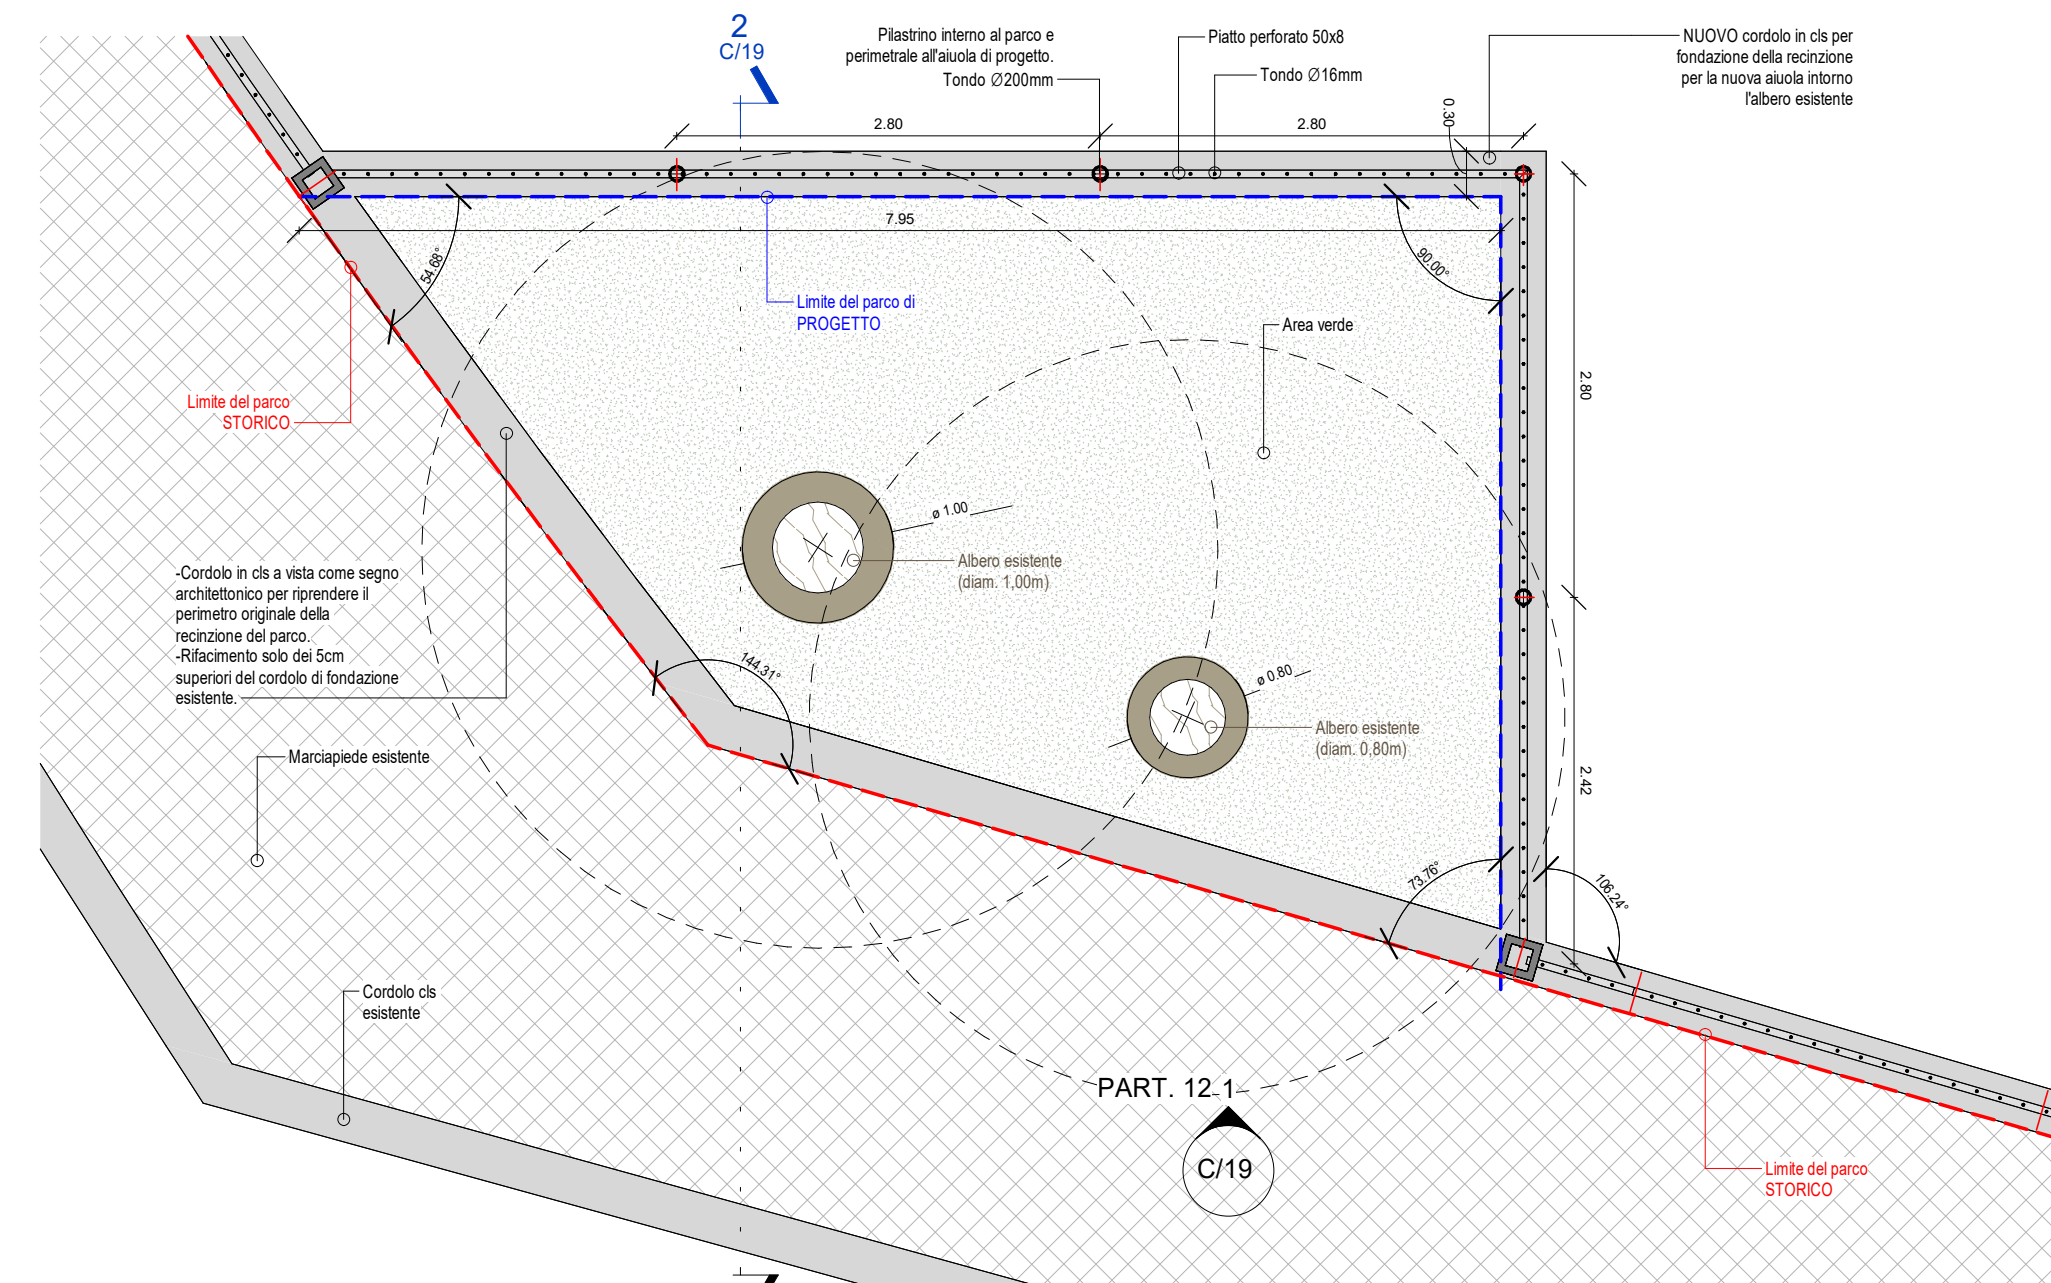 2
C/19
Pilastrino interno al parco e
perimetrale all'aiuola di progetto.
Tondo Ø200mm
Piatto perforato 50x8
Tondo Ø16mm
NUOVO cordolo in cls per
fondazione della recinzione
per la nuova aiuola intorno
l'albero esistente
2.80
2.80
0.30
7.95
54.68°
90.00°
Limite del parco di
PROGETTO
Area verde
2.80
Limite del parco
STORICO
ø 1.00
Albero esistente
(diam. 1,00m)
-Cordolo in cls a vista come segno
architettonico per riprendere il
perimetro originale della
recinzione del parco.
-Rifacimento solo dei 5cm
superiori del cordolo di fondazione
esistente.
144.31°
ø 0.80
Albero esistente
(diam. 0,80m)
Marciapiede esistente
2.42
73.76°
106.24°
Cordolo cls
esistente
PART. 12-1
C/19
Limite del parco
STORICO